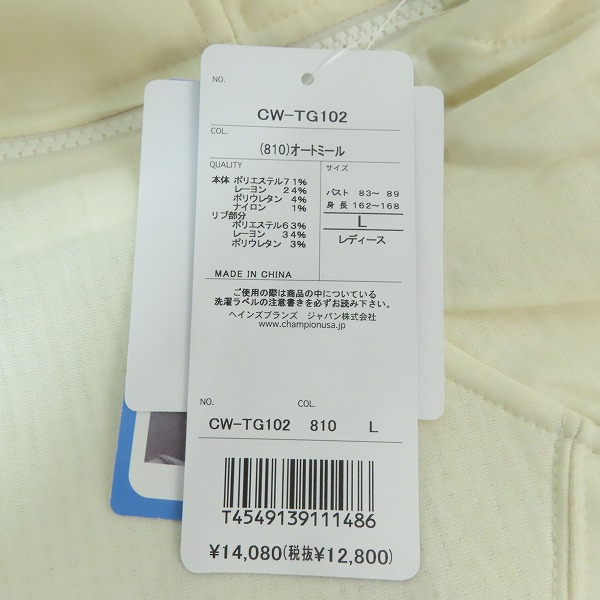 NO.
CW-TG102
COL.
(810)オートミール
QUALITY
本体 ポリエステル71%
レーヨン 24%
ポリウレタン 4%
ナイロン 1%
リブ部分
ポリエステル63%
レーヨン 34%
ポリウレタン 3%
サイズ
バスト 83〜 89
身 長 162〜168
L
レディース
MADE IN CHINA
ご使用の際は商品の中についている
洗濯ラベルの注意書きを必ずお読み下さい。
ヘインズブランズ ジャパン株式会社
www.championusa.jp
NO. COL.
CW-TG102 810 L
T4549139111486
¥14,080(税抜¥12,800)